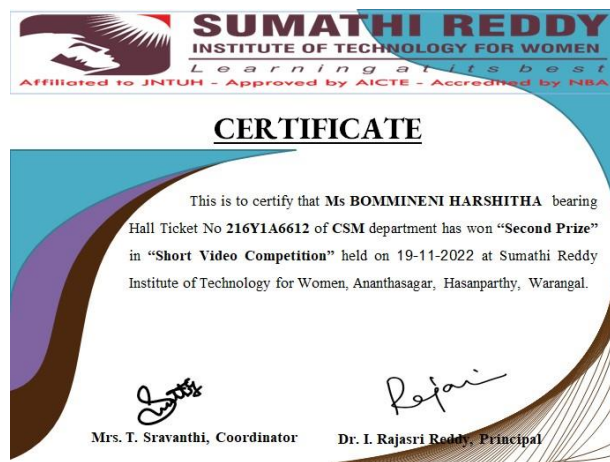 SUMATHI REDDY
INSTITUTE OF TECHNOLOGY FOR WOMEN
Learning at its best
Affiliated to JNTUH - Approved by AICTE - Accredited by NBA
CERTIFICATE
This is to certify that Ms BOMMINENI HARSHITHA bearing
Hall Ticket No 216Y1A6612 of CSM department has won “Second Prize”
in “Short Video Competition” held on 19-11-2022 at Sumathi Reddy
Institute of Technology for Women, Ananthasagar, Hasanparthy, Warangal.
Mrs. T. Sravanthi, Coordinator
Dr. I. Rajasri Reddy, Principal